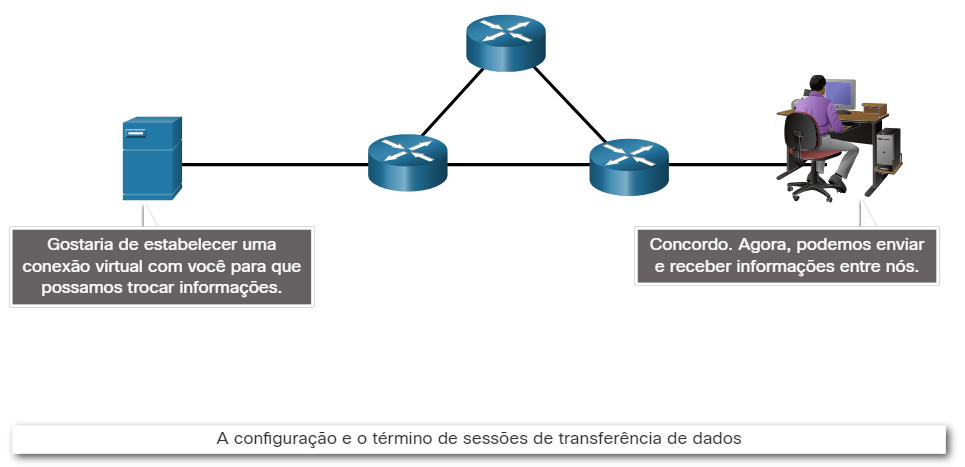 Gostaria de estabelecer uma
conexão virtual com você para que
possamos trocar informações.
Concordo. Agora, podemos enviar
e receber informações entre nós.
A configuração e o término de sessões de transferência de dados